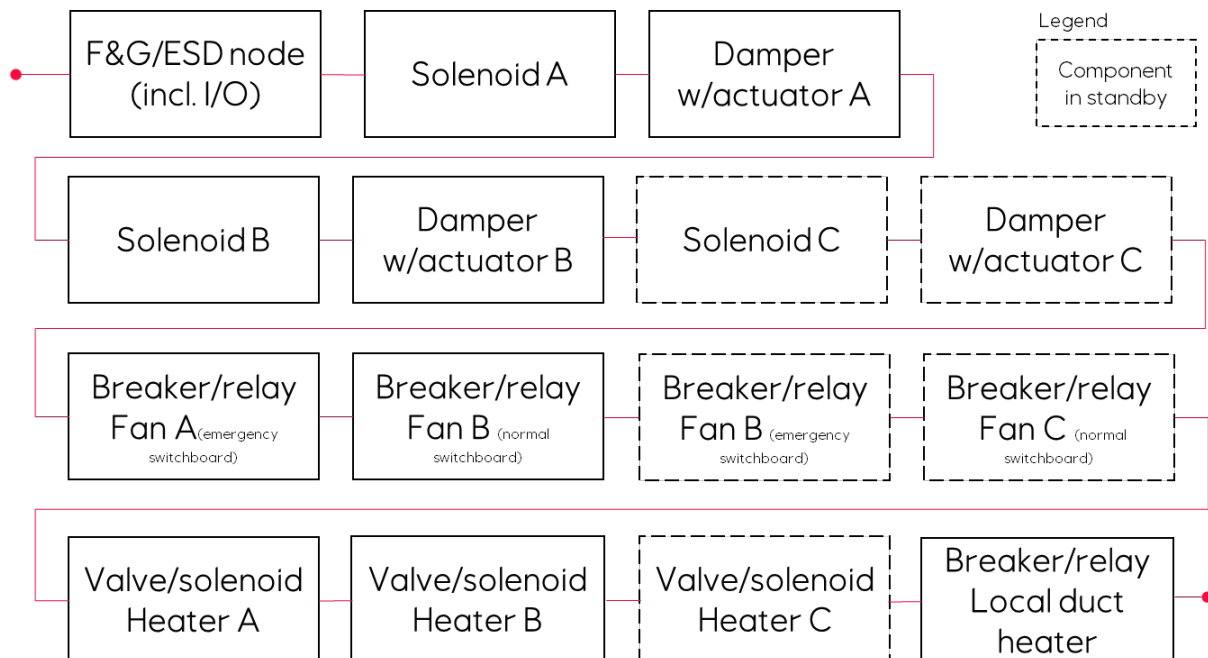 F&G/ESD node
(incl. I/O)
Solenoid A
Damper
w/actuator A
Legend
Component
in standby
Solenoid B
Damper
w/actuator B
Solenoid C
Damper
w/actuator C
Breaker/relay
Fan A(emergency
switchboard)
Breaker/relay
Fan B (normal
switchboard)
Breaker/relay
Fan B (emergency
switchboard)
Breaker/relay
Fan C (normal
switchboard)
Valve/solenoid
Heater A
Valve/solenoid
Heater B
Valve/solenoid
Heater C
Breaker/relay
Local duct
heater